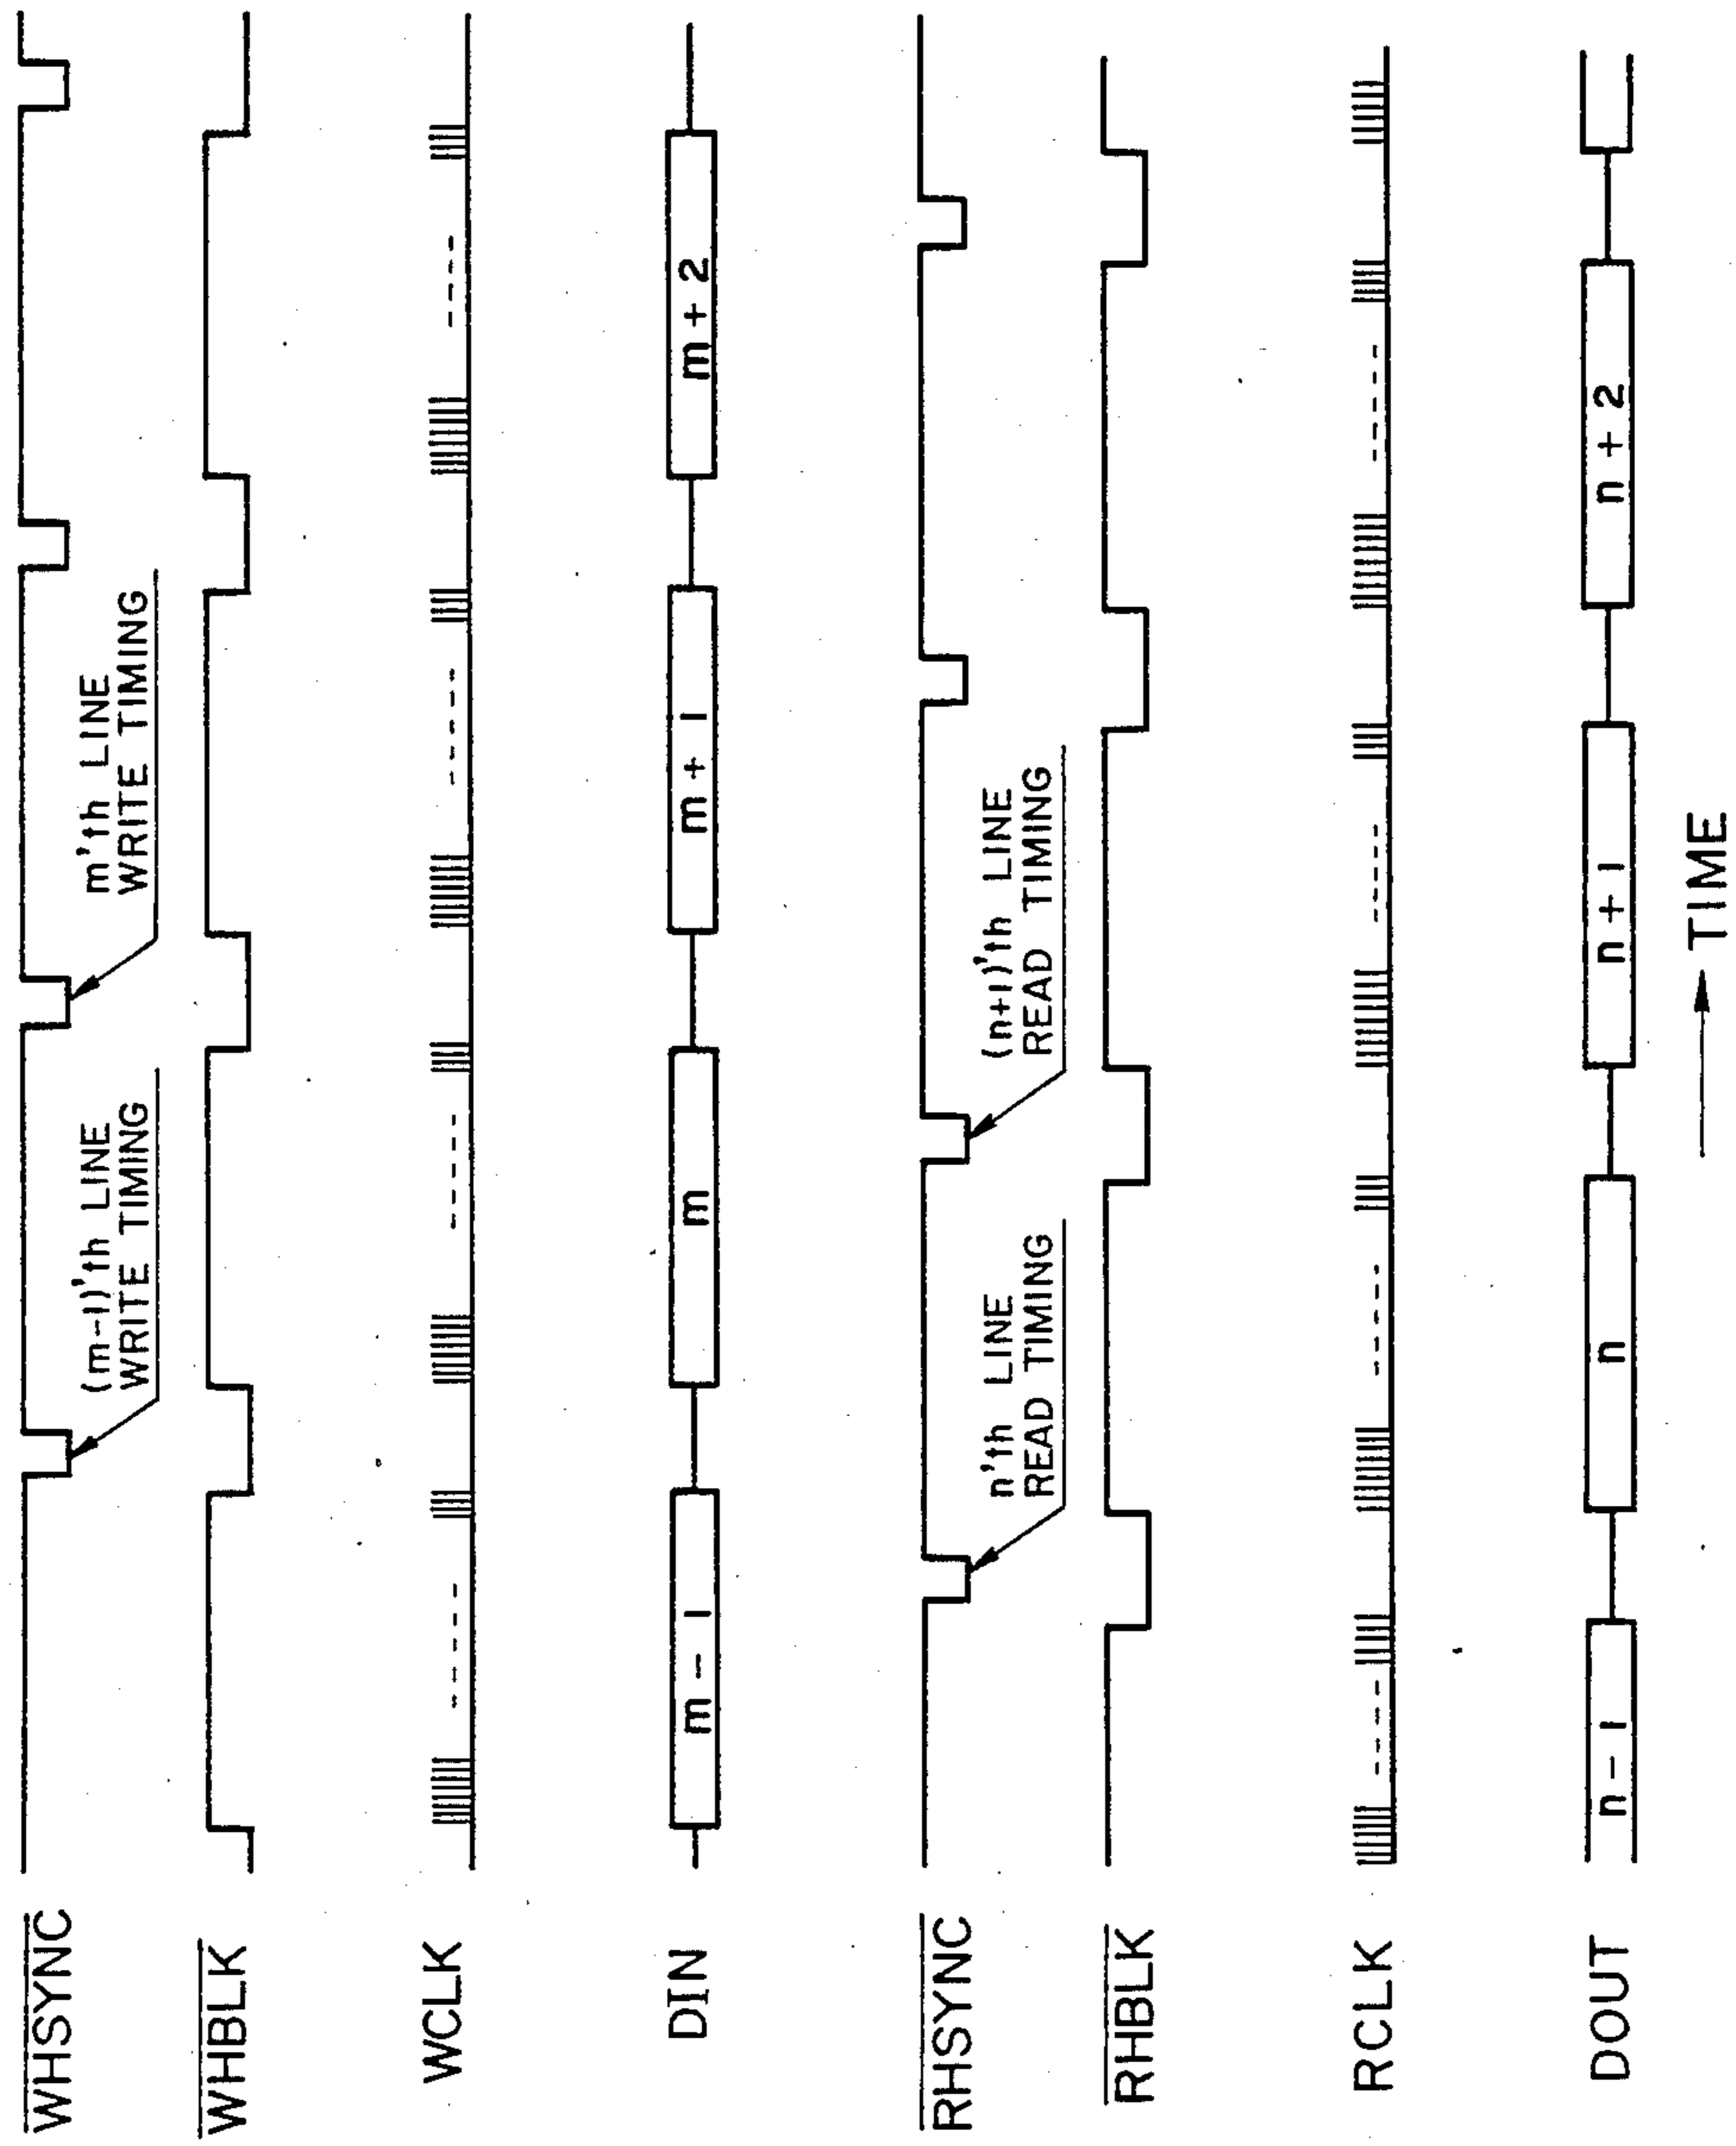 WHSYNC
(m-1)'th LINE
WRITE TIMING
m'th LINE
WRITE TIMING
WHBLK
WCLK
DIN
m - 1
m
m + 1
m + 2
RHSYNC
n'th LINE
READ TIMING
(n+1)'th LINE
READ TIMING
RHBLK
RCLK
DOUT
n - 1
n
n + 1
n + 2
TIME